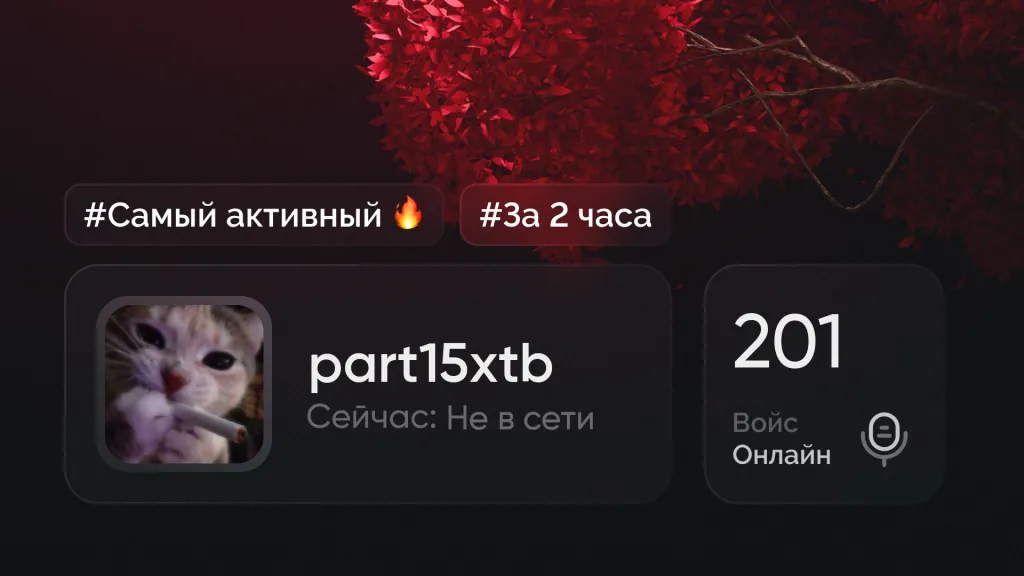 #Самый активный 🔥 #За 2 часа
part15xtb
Сейчас: Не в сети
201
Войс
Онлайн